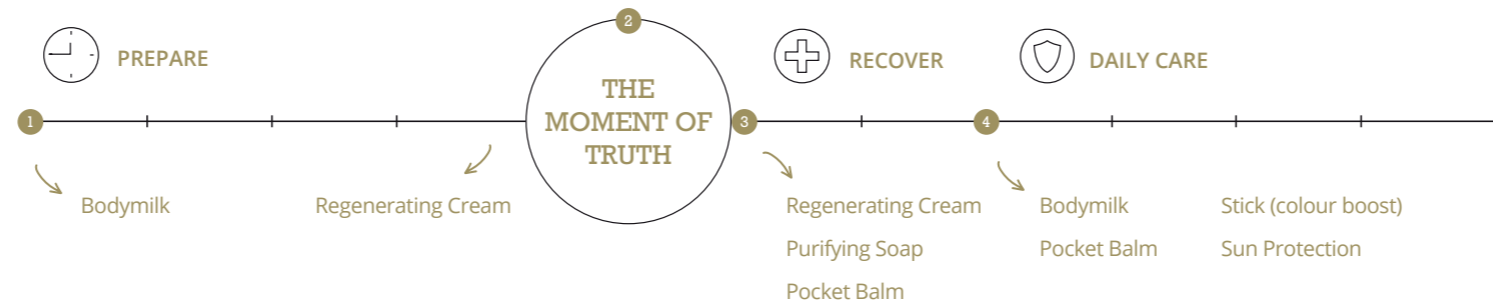 PREPARE
1
Bodymilk
Regenerating Cream
2
THE
MOMENT OF
TRUTH
3
RECOVER
Regenerating Cream
Purifying Soap
Pocket Balm
4
DAILY CARE
Bodymilk
Pocket Balm
Stick (colour boost)
Sun Protection